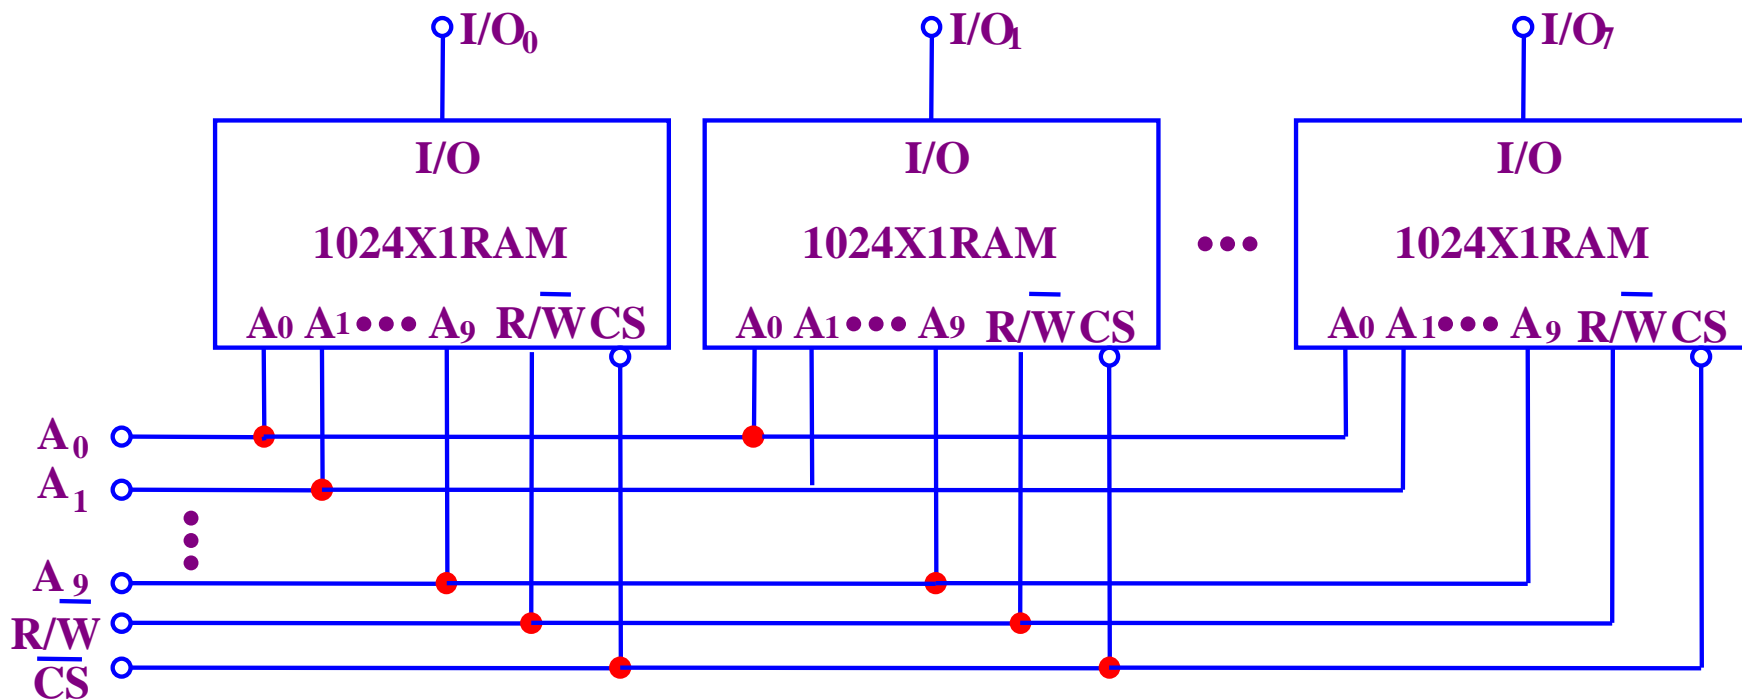 I/O₀ I/O₁ I/O₇
I/O I/O I/O
1024X1RAM 1024X1RAM ••• 1024X1RAM
A₀ A₁ ••• A₉ R/W̅ CS A₀ A₁ ••• A₉ R/W̅ CS A₀ A₁ ••• A₉ R/W̅ CS
A₀
A₁
A₉
R/W̅
C̅S̅